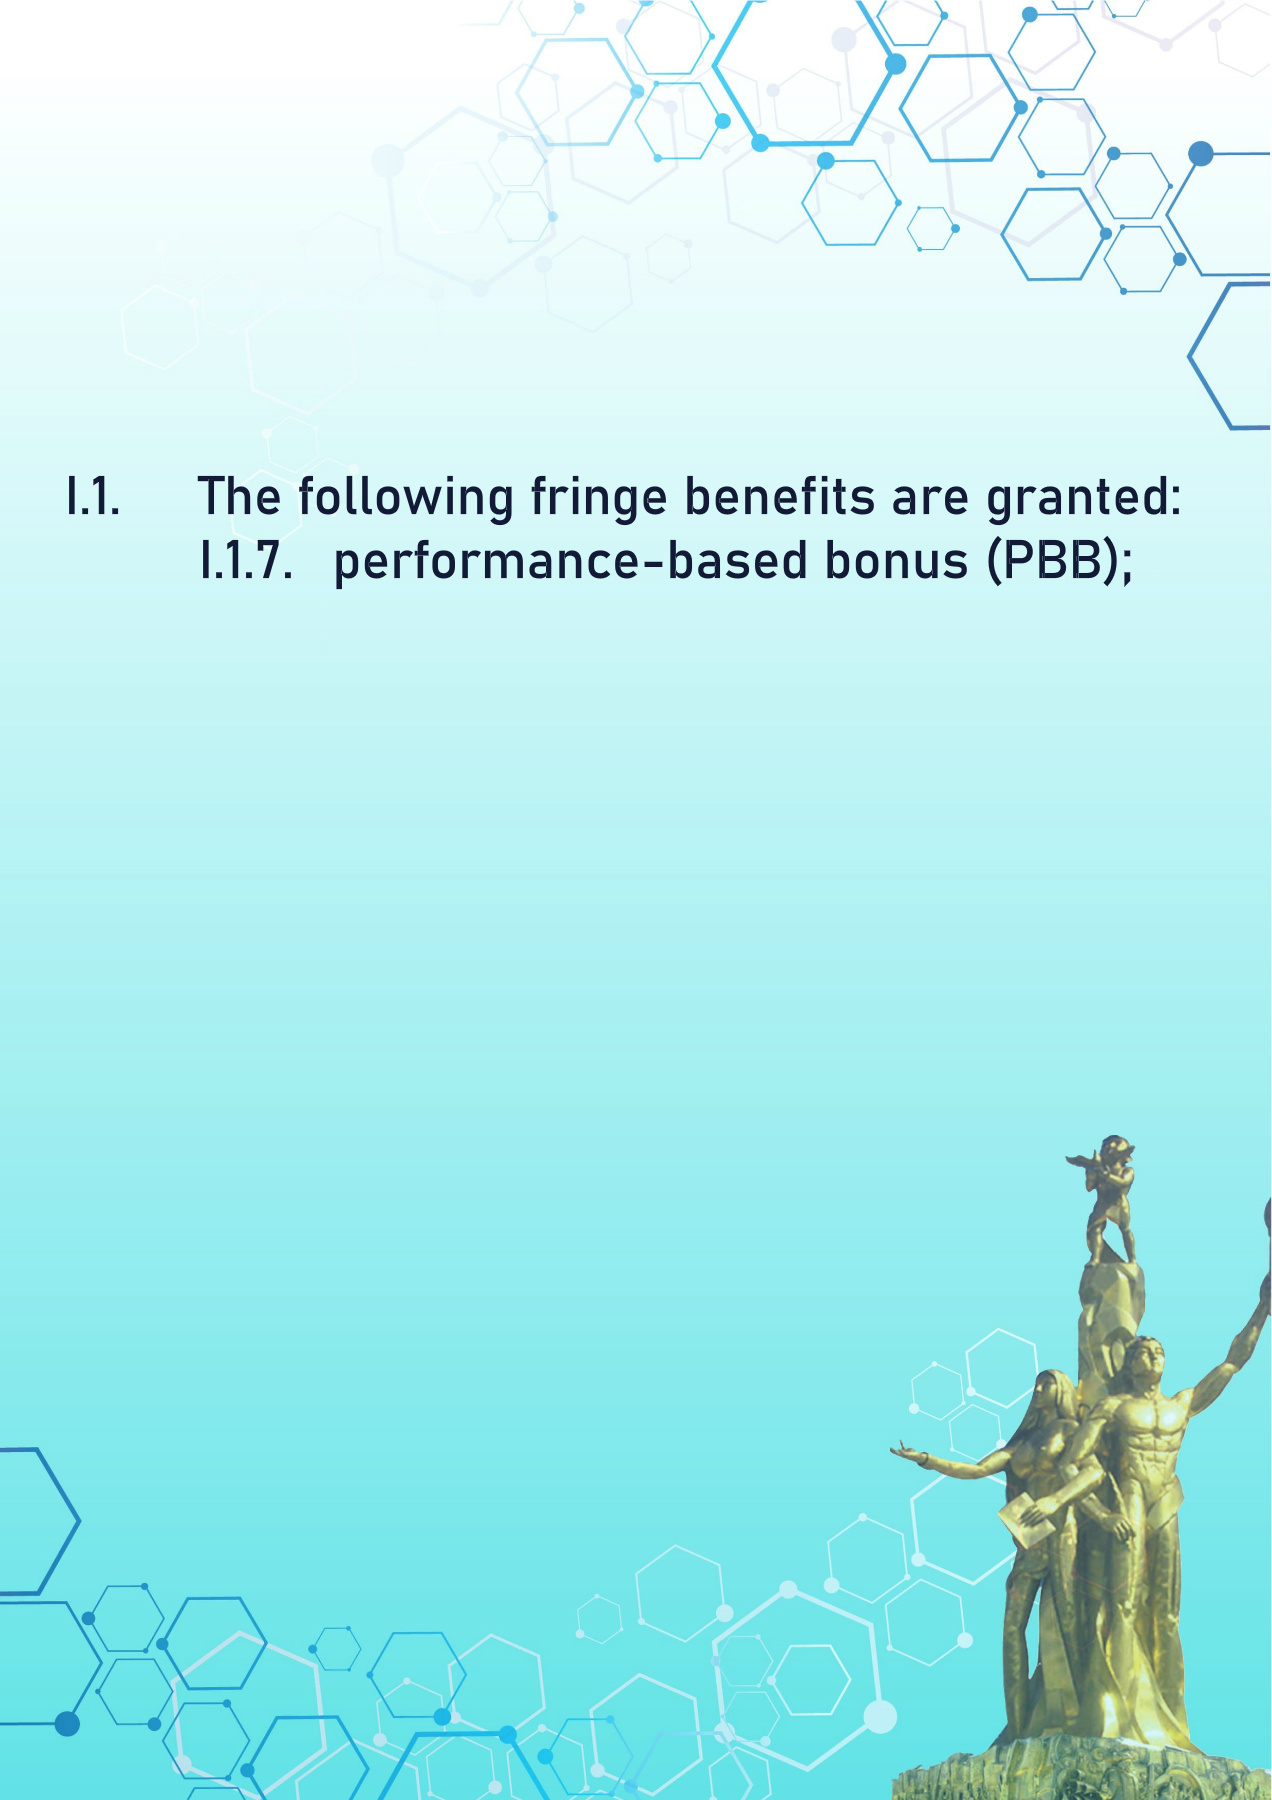 I.1. The following fringe benefits are granted:
I.1.7. performance-based bonus (PBB);